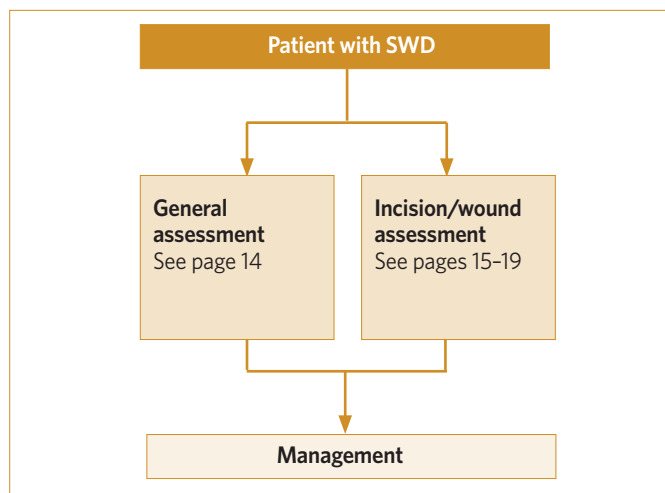 Patient with SWD
General
assessment
See page 14
Incision/wound
assessment
See pages 15–19
Management